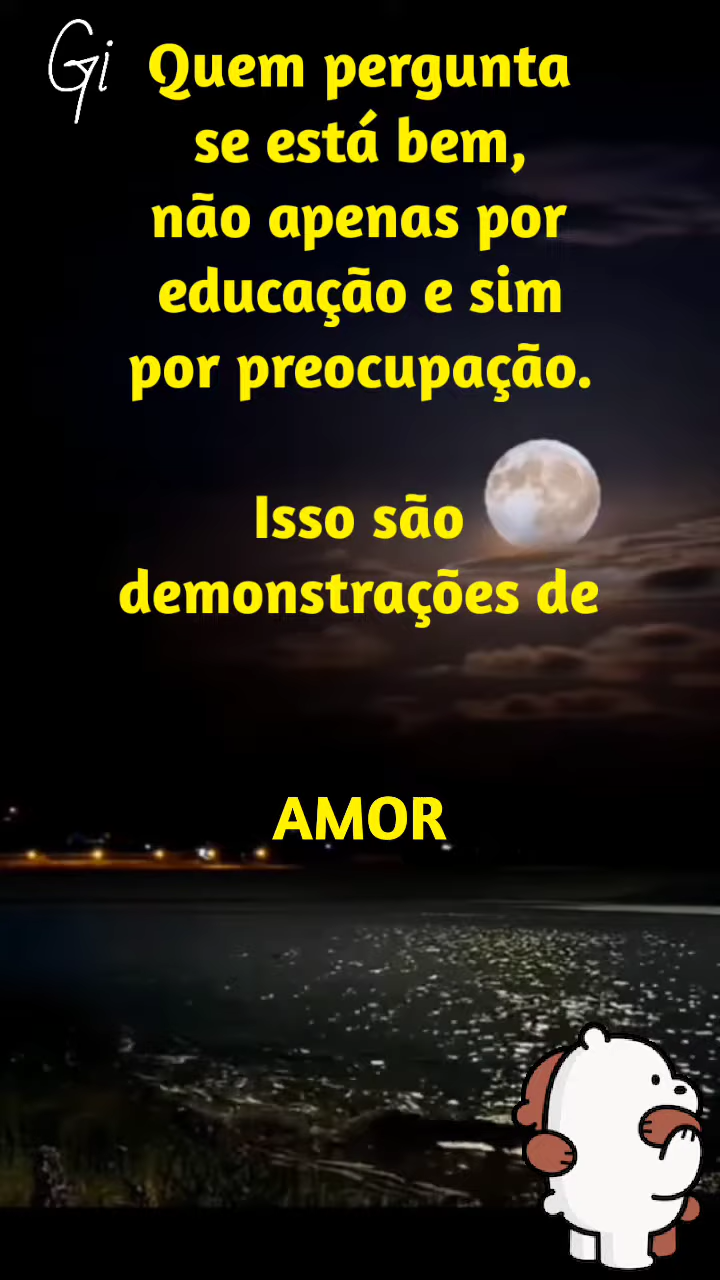 Gi
Quem pergunta
se está bem,
não apenas por
educação e sim
por preocupação.
Isso são
demonstrações de
AMOR